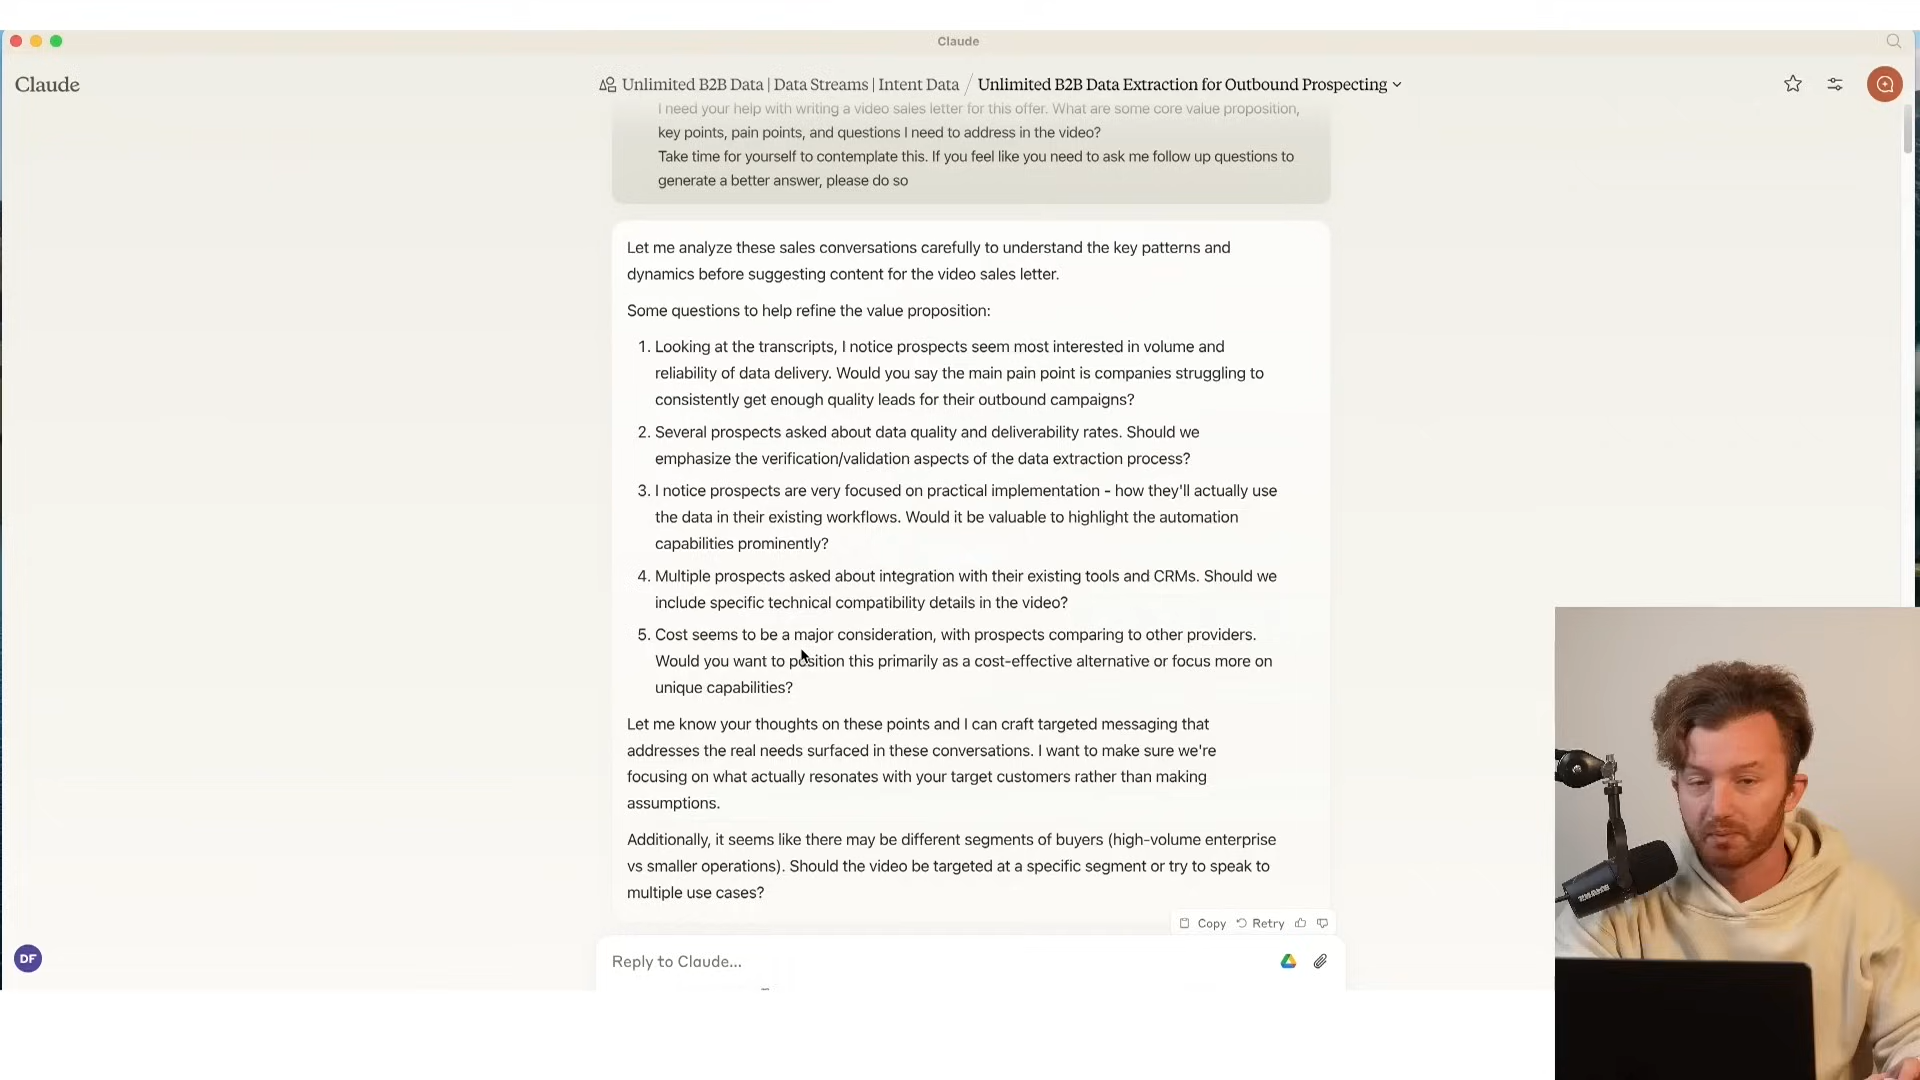 Claude
Claude
Unlimited B2B Data | Data Streams | Intent Data / Unlimited B2B Data Extraction for Outbound Prospecting
I need your help with writing a video sales letter for this offer. What are some core value proposition,
key points, pain points, and questions I need to address in the video?
Take time for yourself to contemplate this. If you feel like you need to ask me follow up questions to
generate a better answer, please do so
Let me analyze these sales conversations carefully to understand the key patterns and
dynamics before suggesting content for the video sales letter.
Some questions to help refine the value proposition:
1. Looking at the transcripts, I notice prospects seem most interested in volume and
reliability of data delivery. Would you say the main pain point is companies struggling to
consistently get enough quality leads for their outbound campaigns?
2. Several prospects asked about data quality and deliverability rates. Should we
emphasize the verification/validation aspects of the data extraction process?
3. I notice prospects are very focused on practical implementation - how they'll actually use
the data in their existing workflows. Would it be valuable to highlight the automation
capabilities prominently?
4. Multiple prospects asked about integration with their existing tools and CRMs. Should we
include specific technical compatibility details in the video?
5. Cost seems to be a major consideration, with prospects comparing to other providers.
Would you want to position this primarily as a cost-effective alternative or focus more on
unique capabilities?
Let me know your thoughts on these points and I can craft targeted messaging that
addresses the real needs surfaced in these conversations. I want to make sure we're
focusing on what actually resonates with your target customers rather than making
assumptions.
Additionally, it seems like there may be different segments of buyers (high-volume enterprise
vs smaller operations). Should the video be targeted at a specific segment or try to speak to
multiple use cases?
Copy Retry
DF
Reply to Claude...